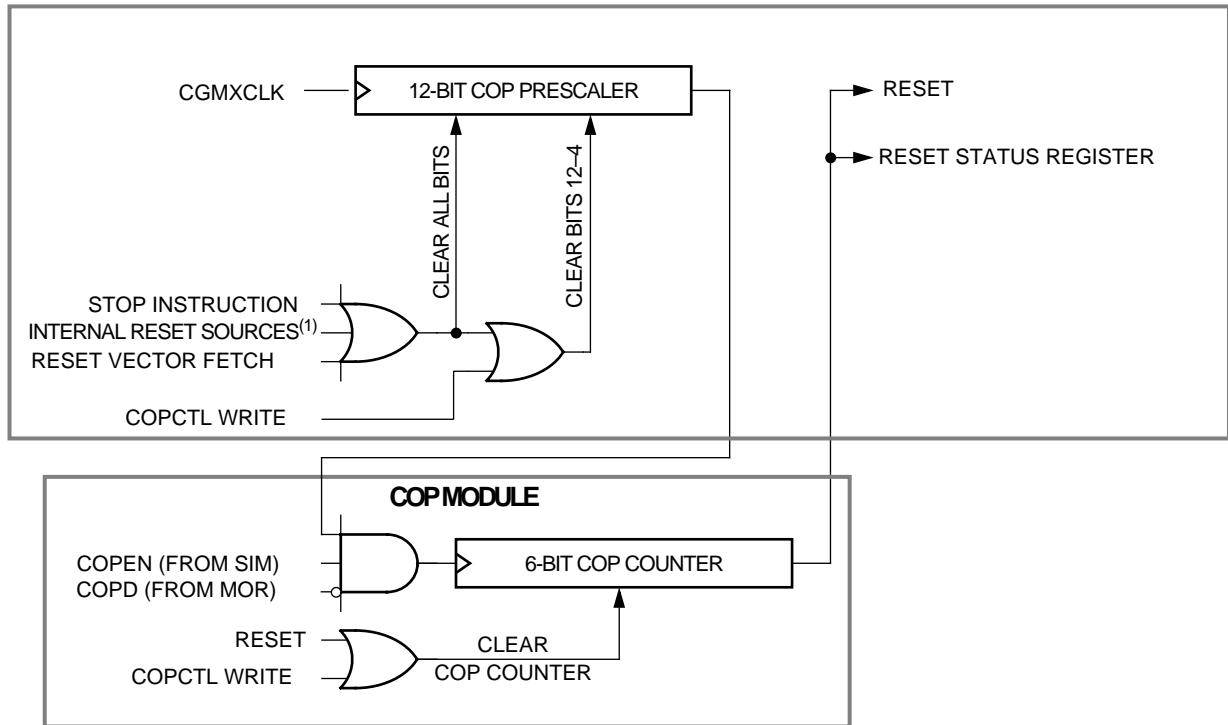 CGMXCLK
12-BIT COP PRESCALER
RESET
RESET STATUS REGISTER
CLEAR ALL BITS
CLEAR BITS 12–4
STOP INSTRUCTION
INTERNAL RESET SOURCES(1)
RESET VECTOR FETCH
COPCTL WRITE
COP MODULE
COPEN (FROM SIM)
COPD (FROM MOR)
6-BIT COP COUNTER
RESET
COPCTL WRITE
CLEAR
COP COUNTER